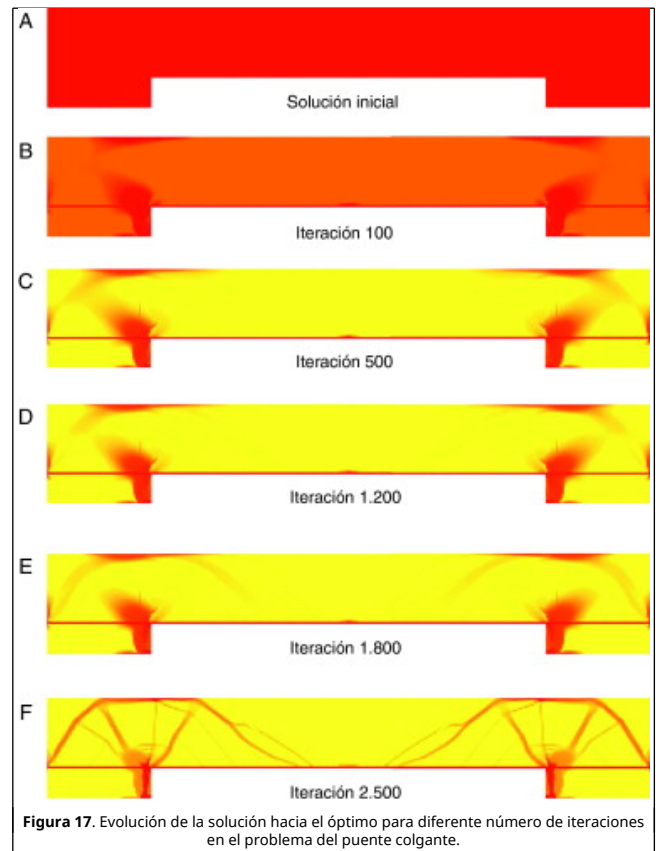 A
Solución inicial
B
Iteración 100
C
Iteración 500
D
Iteración 1.200
E
Iteración 1.800
F
Iteración 2.500
Figura 17. Evolución de la solución hacia el óptimo para diferente número de iteraciones
en el problema del puente colgante.